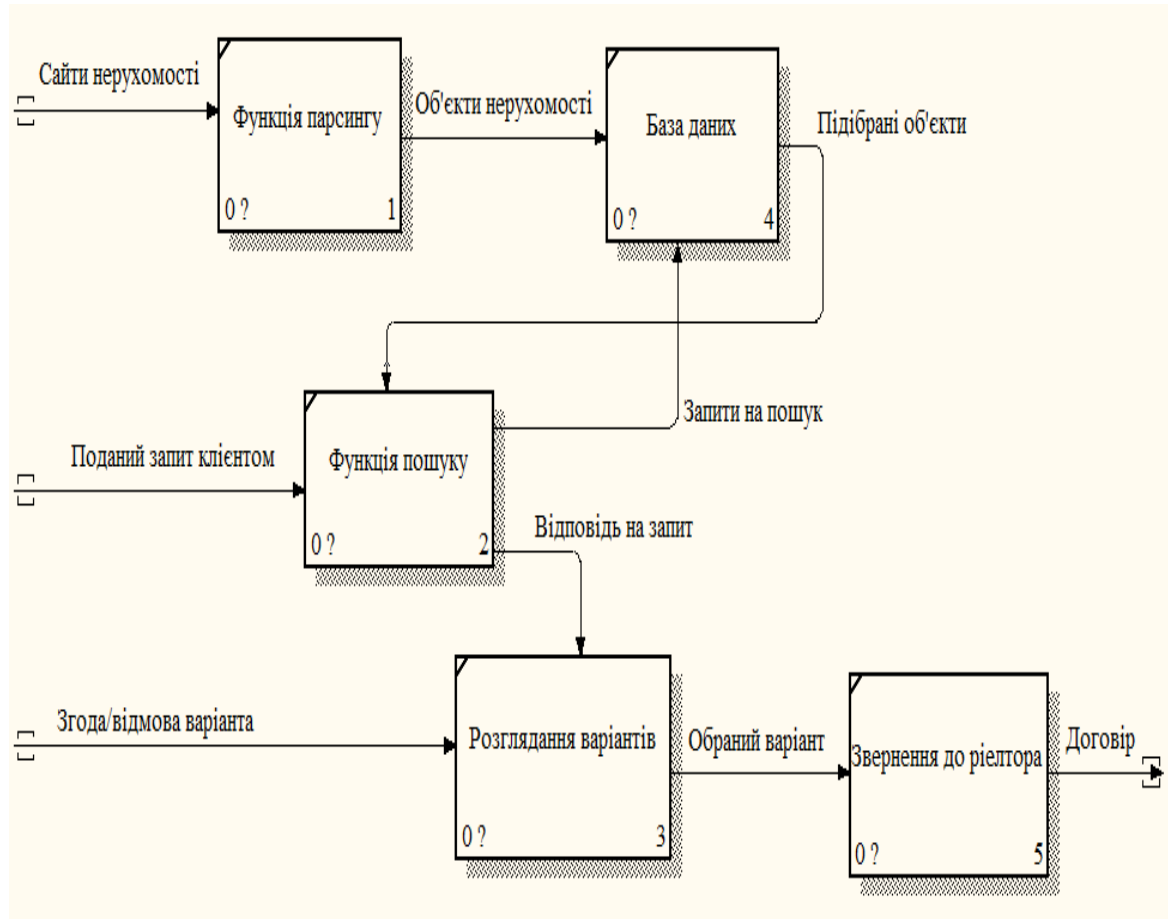 Сайти нерухомості
Функція парсингу
0 ?
1
Об'єкти нерухомості
База даних
0 ?
4
Підібрані об'єкти
Поданий запит клієнтом
Функція пошуку
0 ?
2
Запити на пошук
Відповідь на запит
Згода/відмова варіанта
Розглядання варіантів
0 ?
3
Обраний варіант
Звернення до ріелтора
0 ?
5
Договір